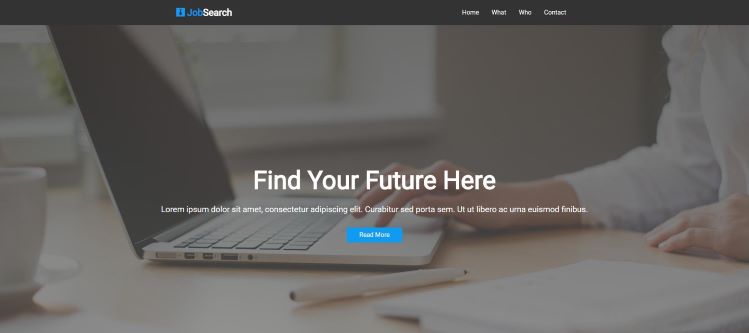 JobSearch
Home What Who Contact
Find Your Future Here
Lorem ipsum dolor sit amet, consectetur adipiscing elit. Curabitur sed porta sem. Ut ut libero ac urna euismod finibus.
Read More